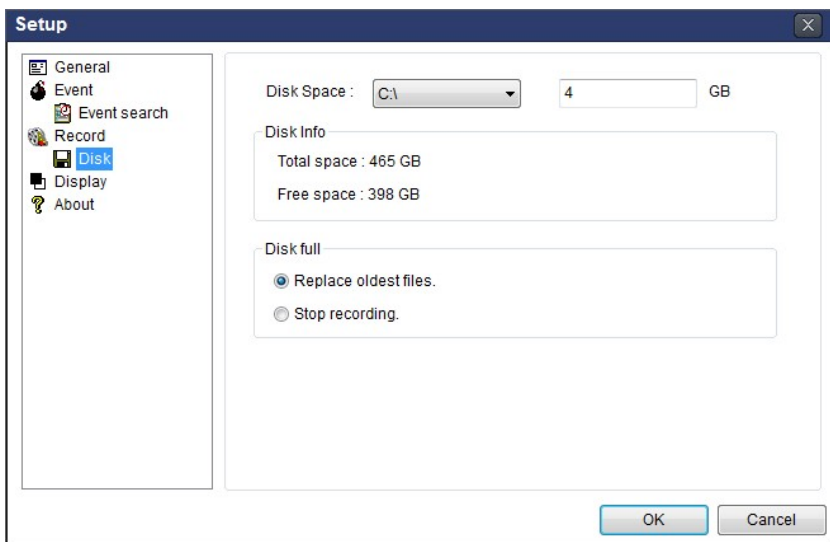 Setup
General
Event
Event search
Record
Disk
Display
About
Disk Space : C:\ 4 GB
Disk Info
Total space : 465 GB
Free space : 398 GB
Disk full
Replace oldest files.
Stop recording.
OK Cancel